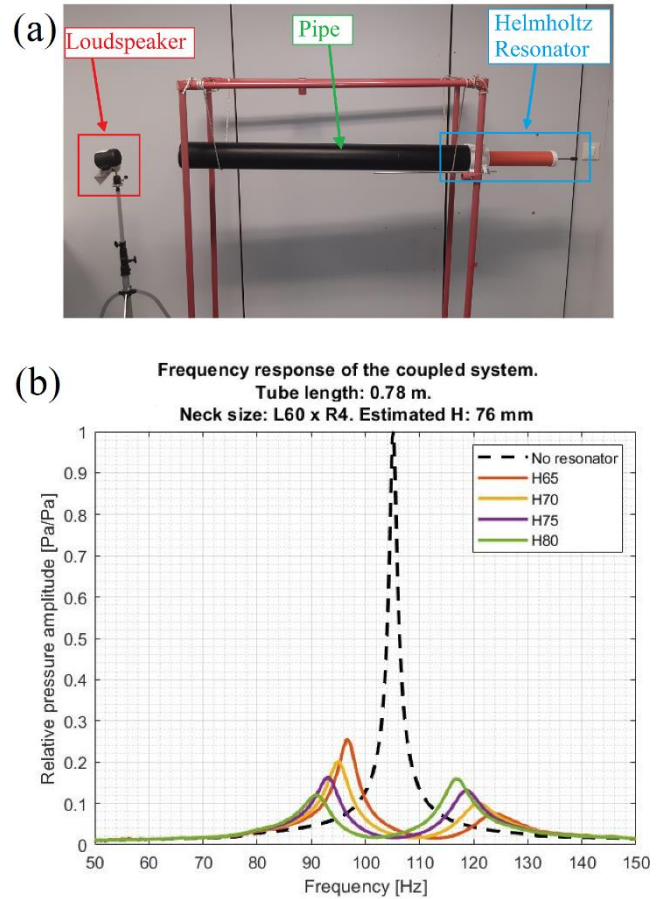 (a)
Loudspeaker
Pipe
Helmholtz
Resonator
(b)
Frequency response of the coupled system.
Tube length: 0.78 m.
Neck size: L60 x R4. Estimated H: 76 mm
Relative pressure amplitude [Pa/Pa]
1
0.9
0.8
0.7
0.6
0.5
0.4
0.3
0.2
0.1
0
No resonator
H65
H70
H75
H80
50 60 70 80 90 100 110 120 130 140 150
Frequency [Hz]